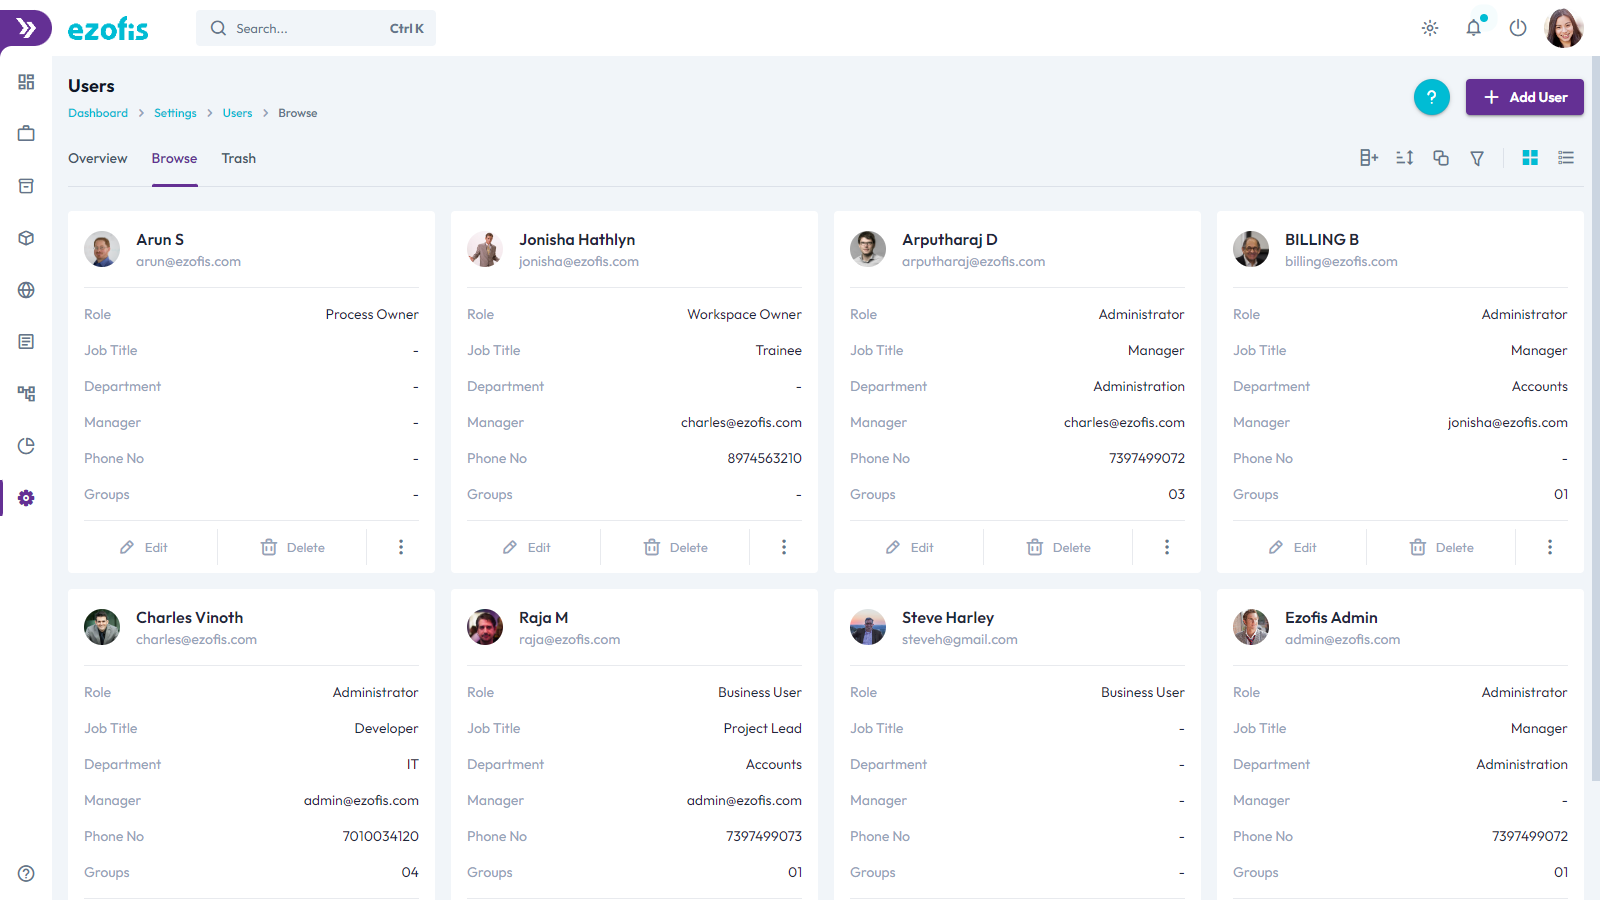 ezofis
Search...
Ctrl K
Users
Dashboard
Settings
Users
Browse
?
Add User
Overview
Browse
Trash
Arun S
arun@ezofis.com
Role Process Owner
Job Title -
Department -
Manager -
Phone No -
Groups -
Edit
Delete
Jonisha Hathlyn
jonisha@ezofis.com
Role Workspace Owner
Job Title Trainee
Department -
Manager charles@ezofis.com
Phone No 8974563210
Groups -
Edit
Delete
Arputharaj D
arputharaj@ezofis.com
Role Administrator
Job Title Manager
Department Administration
Manager charles@ezofis.com
Phone No 7397499072
Groups 03
Edit
Delete
BILLING B
billing@ezofis.com
Role Administrator
Job Title Manager
Department Accounts
Manager jonisha@ezofis.com
Phone No -
Groups 01
Edit
Delete
Charles Vinoth
charles@ezofis.com
Role Administrator
Job Title Developer
Department IT
Manager admin@ezofis.com
Phone No 7010034120
Groups 04
Raja M
raja@ezofis.com
Role Business User
Job Title Project Lead
Department Accounts
Manager admin@ezofis.com
Phone No 7397499073
Groups 01
Steve Harley
steveh@gmail.com
Role Business User
Job Title -
Department -
Manager -
Phone No -
Groups -
Ezofis Admin
admin@ezofis.com
Role Administrator
Job Title Manager
Department Administration
Manager -
Phone No 7397499072
Groups 01